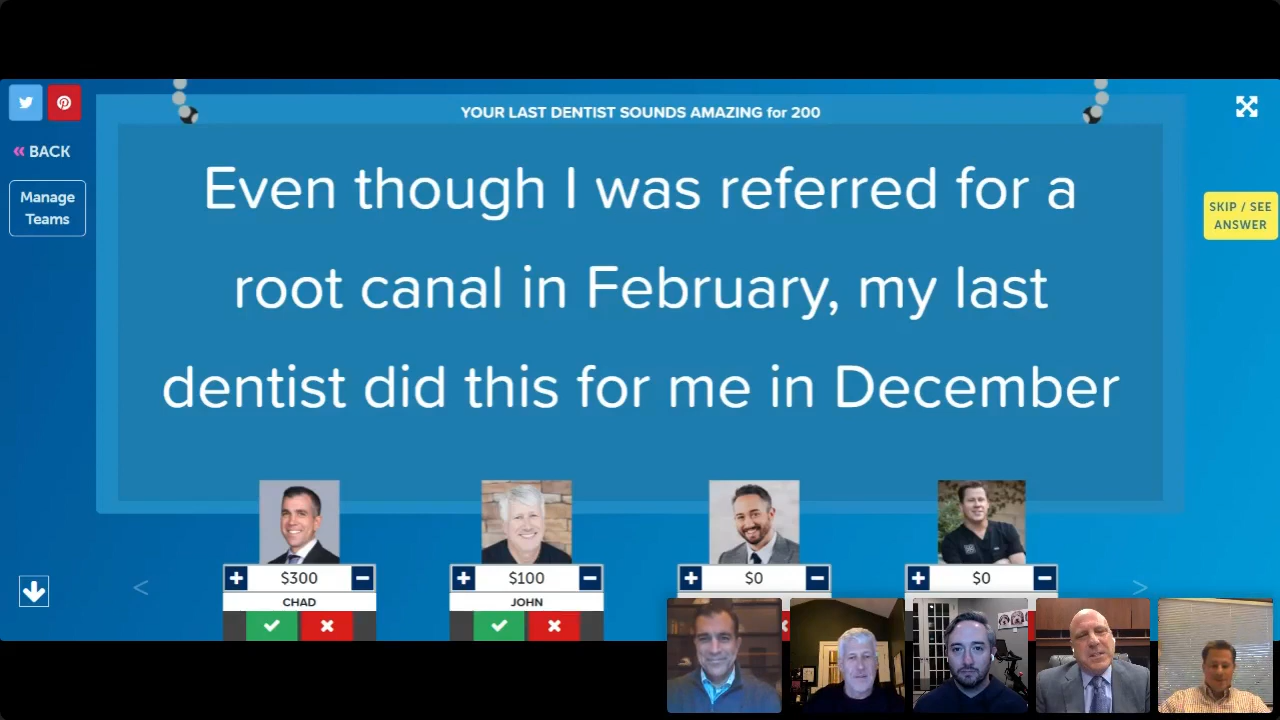 YOUR LAST DENTIST SOUNDS AMAZING for 200
« BACK
Manage
Teams
Even though I was referred for a
root canal in February, my last
dentist did this for me in December
SKIP / SEE
ANSWER
+ $300 −
CHAD
+ $100 −
JOHN
+ $0 −
+ $0 −